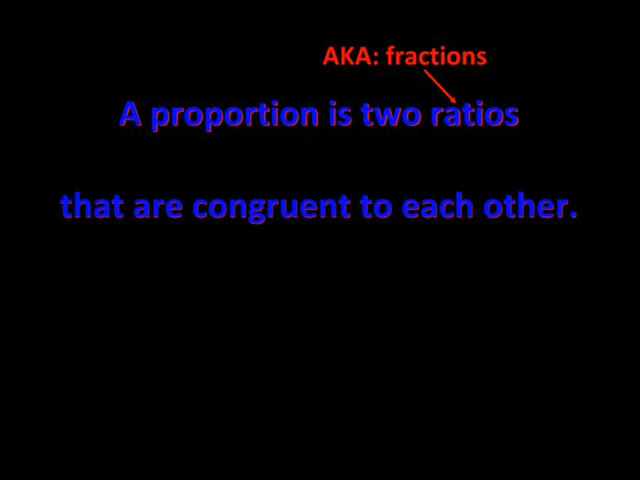 AKA: fractions
A proportion is two ratios
that are congruent to each other.